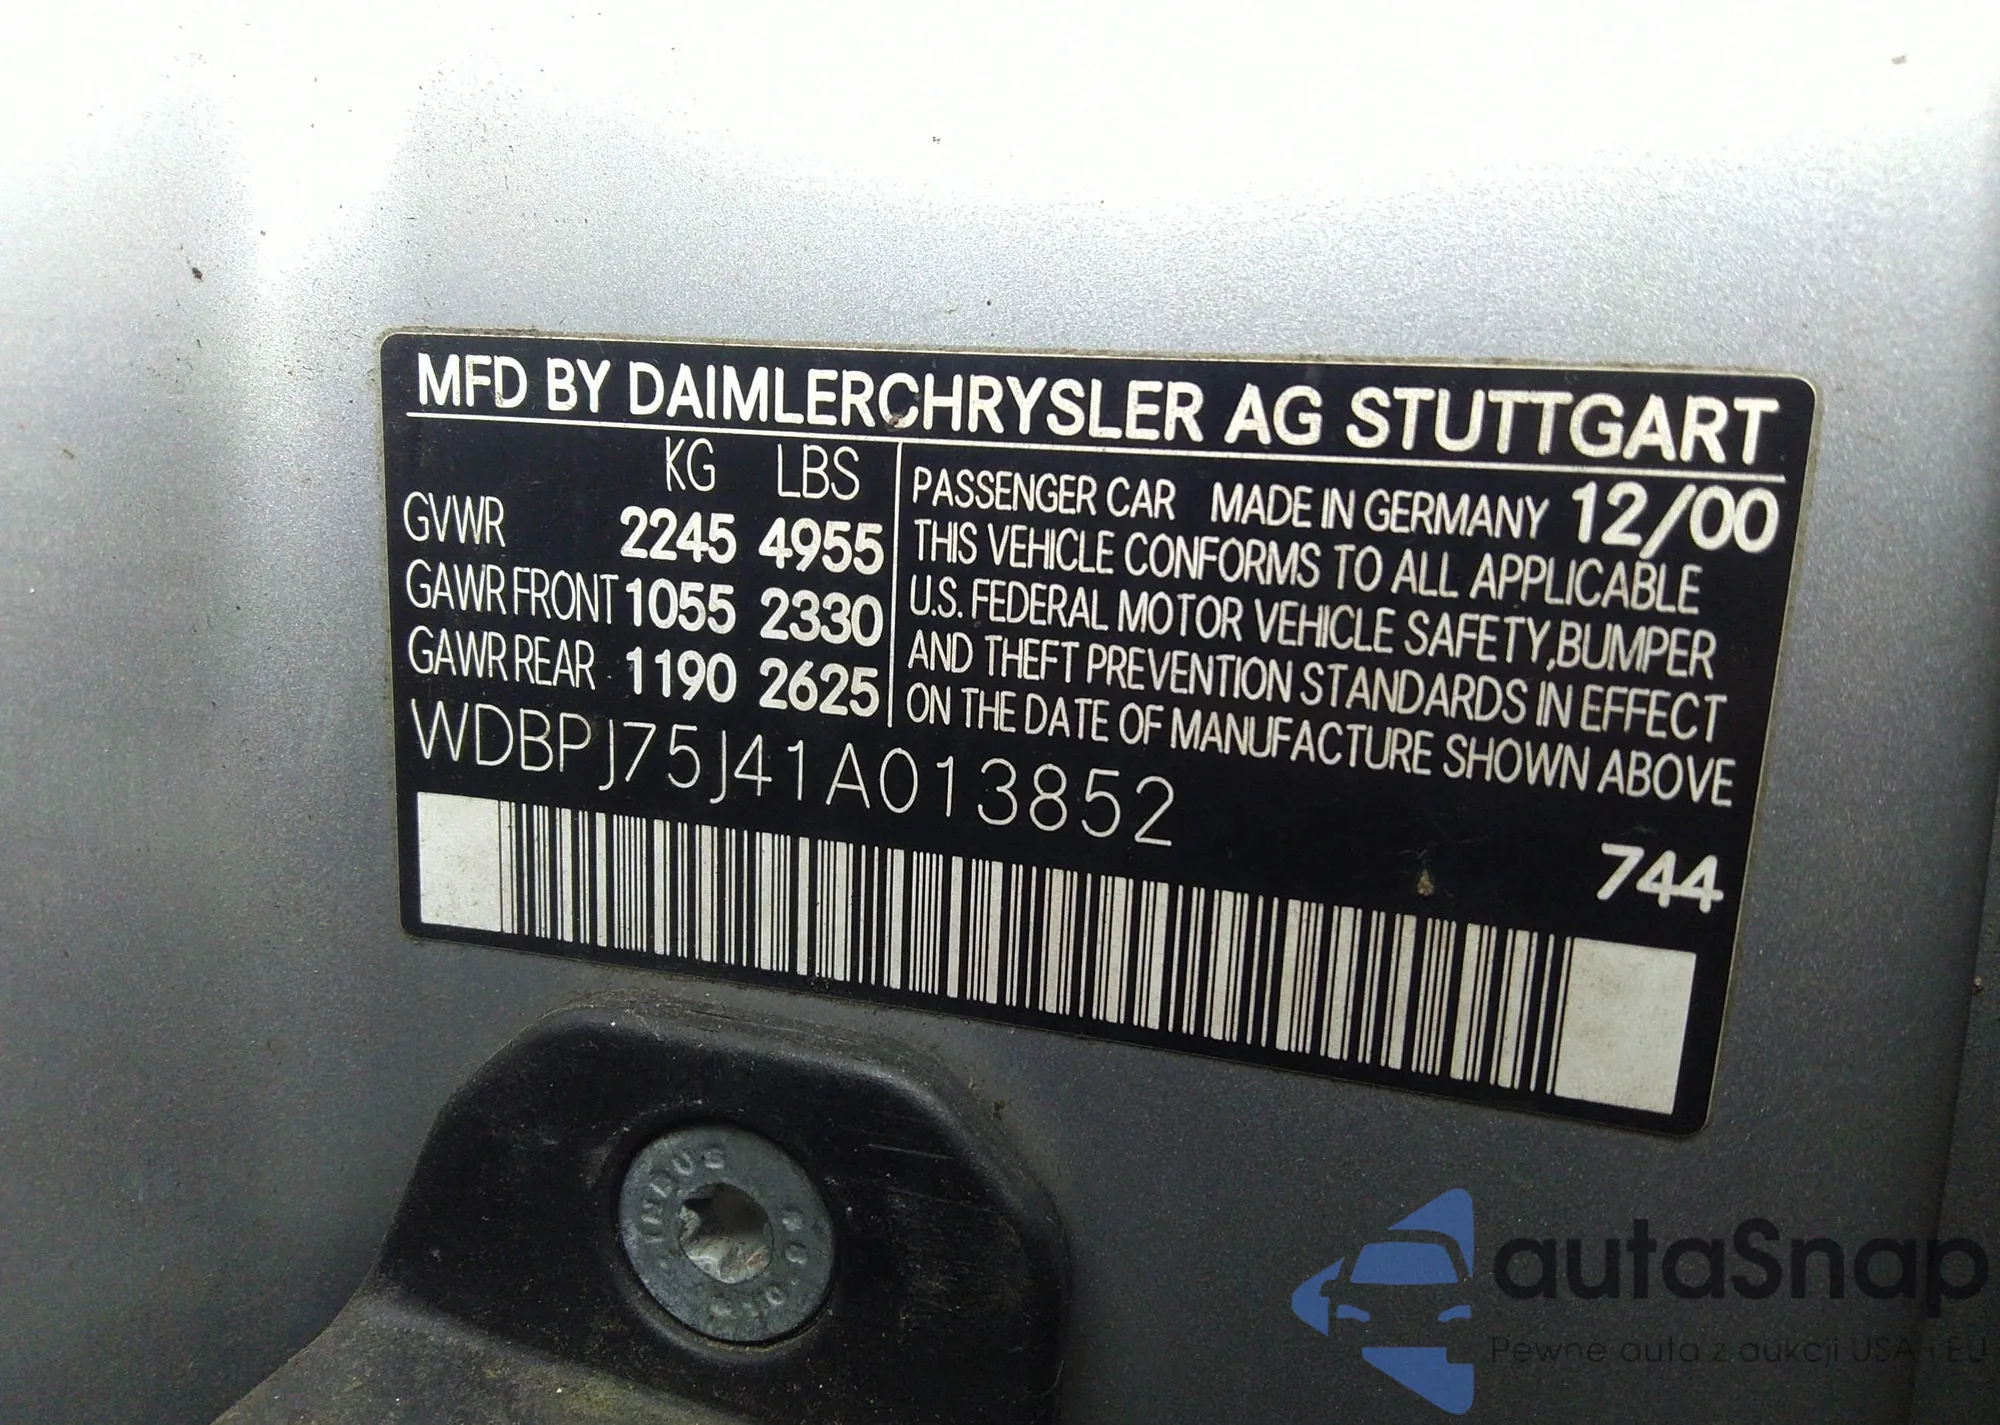 MFD BY DAIMLERCHRYSLER AG STUTTGART
KG LBS
GVWR 2245 4955
GAWR FRONT 1055 2330
GAWR REAR 1190 2625
PASSENGER CAR MADE IN GERMANY 12/00
THIS VEHICLE CONFORMS TO ALL APPLICABLE
U.S. FEDERAL MOTOR VEHICLE SAFETY,BUMPER
AND THEFT PREVENTION STANDARDS IN EFFECT
ON THE DATE OF MANUFACTURE SHOWN ABOVE
WDBPJ75J41A013852
744
autaSnap
Pewne auta z aukcji USA i EU